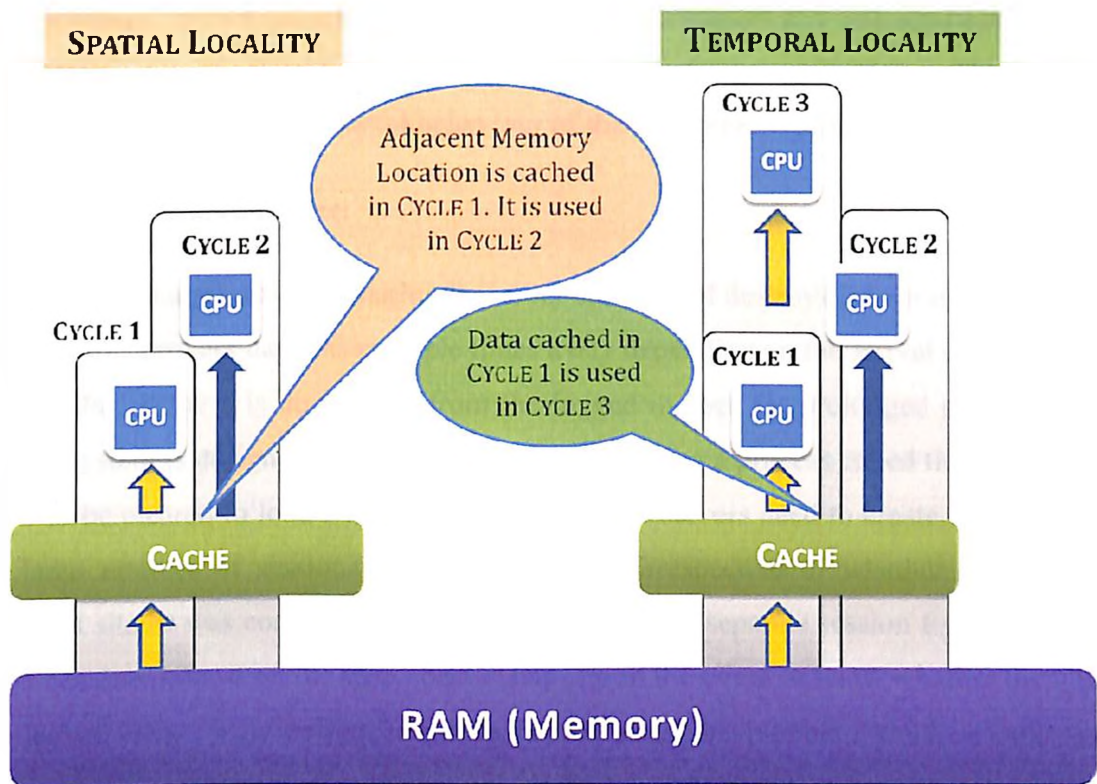 SPATIAL LOCALITY
TEMPORAL LOCALITY
Adjacent Memory
Location is cached
in CYCLE 1. It is used
in CYCLE 2
CYCLE 2
CPU
CYCLE 1
CPU
CACHE
CYCLE 3
CPU
CYCLE 2
CPU
Data cached in
CYCLE 1 is used
in CYCLE 3
CYCLE 1
CPU
CACHE
RAM (Memory)